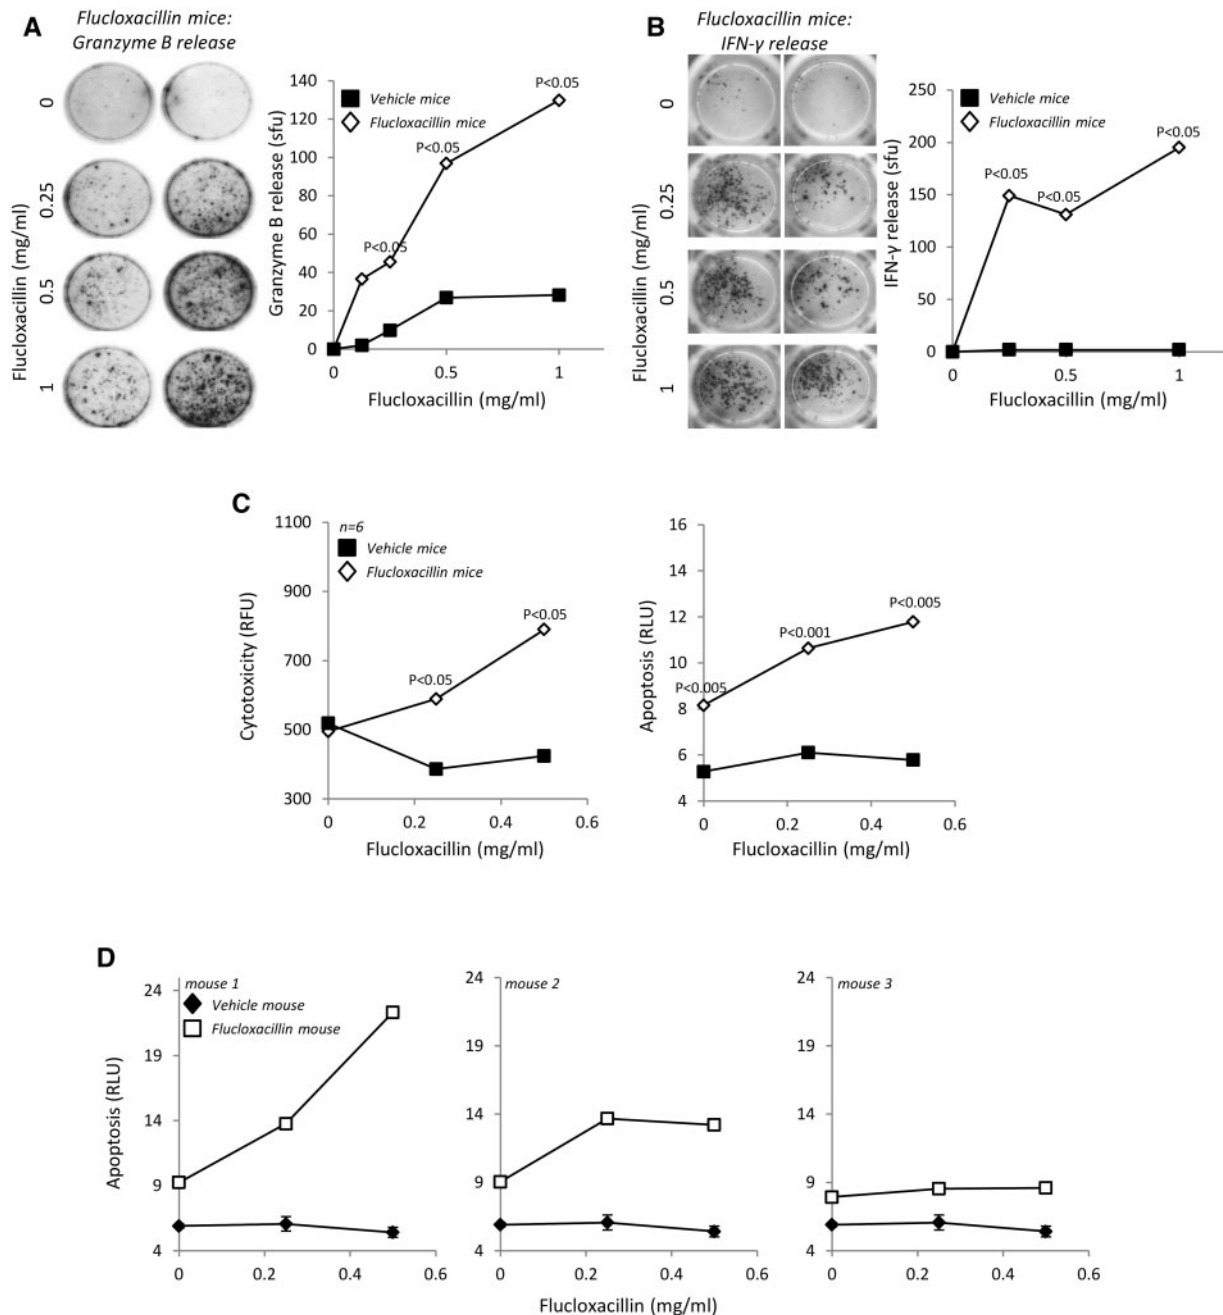 A
Flucloxacillin mice:
Granzyme B release
Flucloxacillin (mg/ml)
0
0.25
0.5
1
Granzyme B release (sfu)
140
120
100
80
60
40
20
0
Vehicle mice
Flucloxacillin mice
P<0.05
P<0.05
P<0.05
0
0.5
1
Flucloxacillin (mg/ml)
B
Flucloxacillin mice:
IFN-γ release
Flucloxacillin (mg/ml)
0
0.25
0.5
1
IFN-γ release (sfu)
250
200
150
100
50
0
Vehicle mice
Flucloxacillin mice
P<0.05
P<0.05
P<0.05
0
0.5
1
Flucloxacillin (mg/ml)
C
Cytotoxicity (RFU)
1100
900
700
500
300
n=6
Vehicle mice
Flucloxacillin mice
P<0.05
P<0.05
0
0.2
0.4
0.6
Flucloxacillin (mg/ml)
Apoptosis (RLU)
16
14
12
10
8
6
4
P<0.005
P<0.001
P<0.005
0
0.2
0.4
0.6
Flucloxacillin (mg/ml)
D
Apoptosis (RLU)
24
19
14
9
4
mouse 1
Vehicle mouse
Flucloxacillin mouse
0
0.2
0.4
0.6
24
19
14
9
4
mouse 2
0
0.2
0.4
0.6
24
19
14
9
4
mouse 3
0
0.2
0.4
0.6
Flucloxacillin (mg/ml)